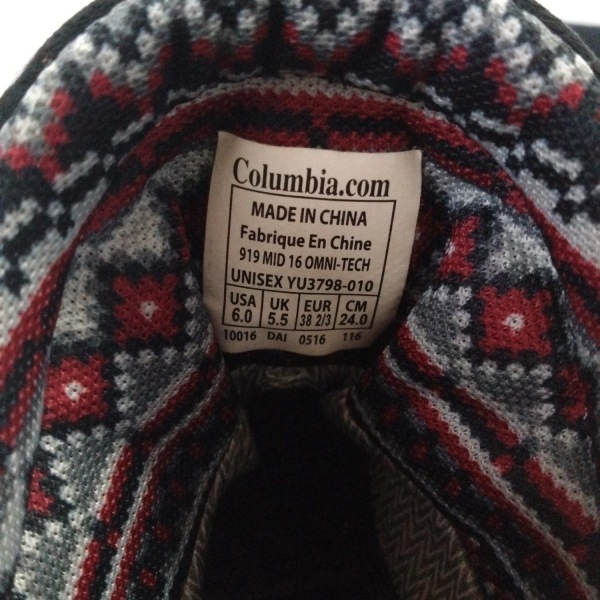 Columbia.com
MADE IN CHINA
Fabrique En Chine
919 MID 16 OMNI-TECH
UNISEX YU3798-010
USA UK EUR CM
6.0 5.5 38 2/3 24.0
10016 DAI 0516 116